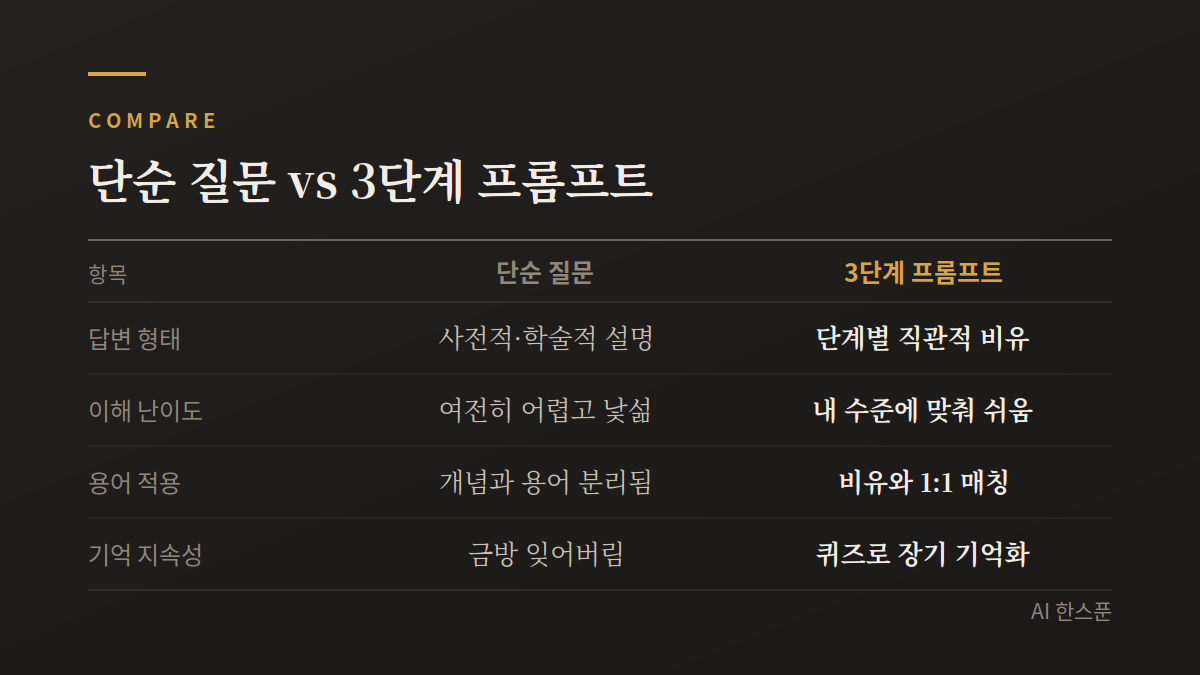 COMPARE
단순 질문 vs 3단계 프롬프트
항목 단순 질문 3단계 프롬프트
답변 형태 사전적·학술적 설명 단계별 직관적 비유
이해 난이도 여전히 어렵고 낯섦 내 수준에 맞춰 쉬움
용어 적용 개념과 용어 분리됨 비유와 1:1 매칭
기억 지속성 금방 잊어버림 퀴즈로 장기 기억화
AI 한스푼